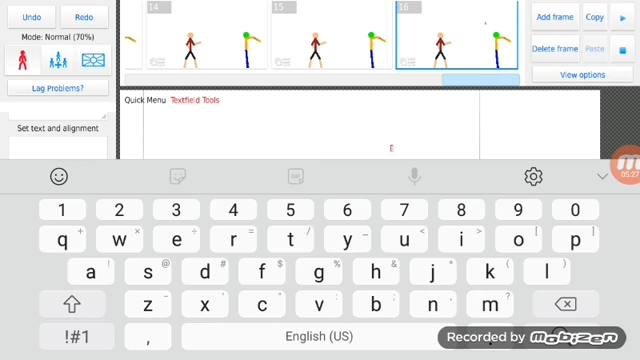 Undo Redo
Mode: Normal (70%)
Lag Problems?
Set text and alignment
14 15 16
Add frame Copy
Delete frame Paste
View options
Quick Menu Textfield Tools
05:27
1 2 3 4 5 6 7 8 9 0
q + w × e ÷ r = t / y _ u < i > o [ p ]
a ! s @ d # f $ g % h & j * k ( l )
z - x ' c " v : b ; n , m ?
!#1 , English (US)
Recorded by Mobizen